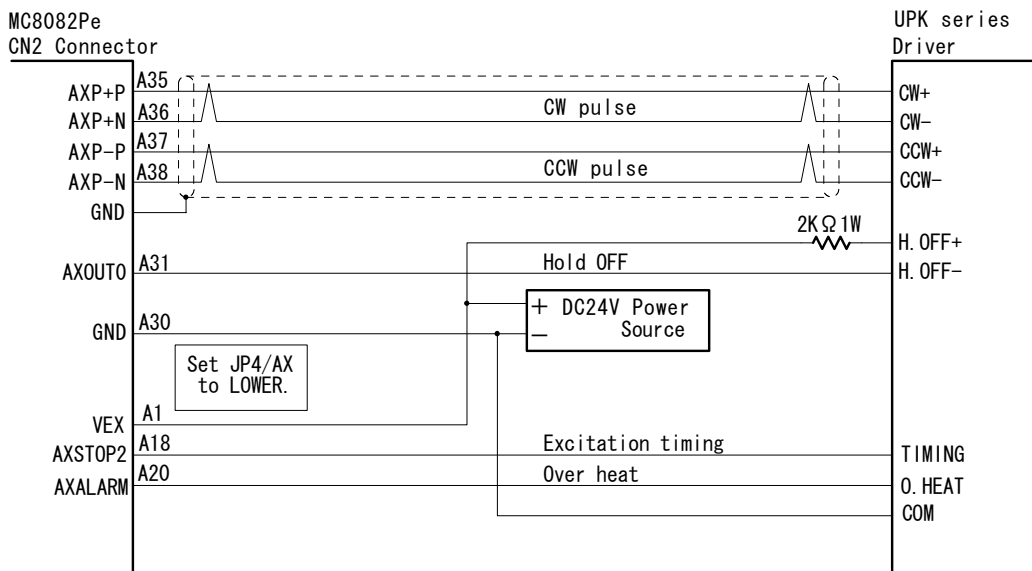 MC8082Pe
CN2 Connector
UPK series
Driver
AXP+P A35 CW+
AXP+N A36 CW pulse CW-
AXP-P A37 CCW+
AXP-N A38 CCW pulse CCW-
GND
2KΩ1W
H. OFF+
AXOUT0 A31 Hold OFF H. OFF-
+ DC24V Power
GND A30 - Source
Set JP4/AX
to LOWER.
VEX A1
AXSTOP2 A18 Excitation timing TIMING
AXALARM A20 Over heat O. HEAT
COM